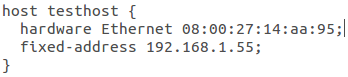 host testhost {
  hardware Ethernet 08:00:27:14:aa:95;
  fixed-address 192.168.1.55;
}